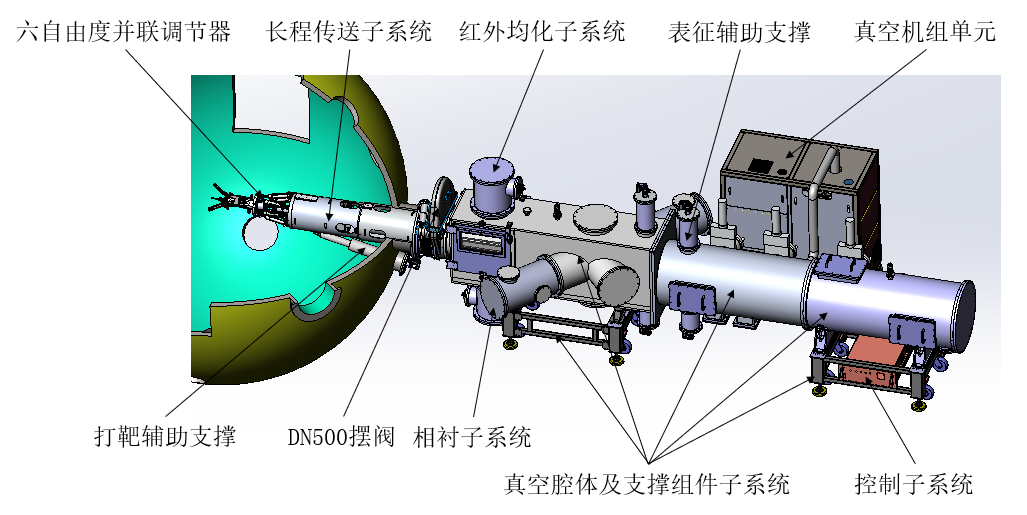 六自由度并联调节器
长程传送子系统
红外均化子系统
表征辅助支撑
真空机组单元
打靶辅助支撑
DN500摆阀
相衬子系统
真空腔体及支撑组件子系统
控制子系统